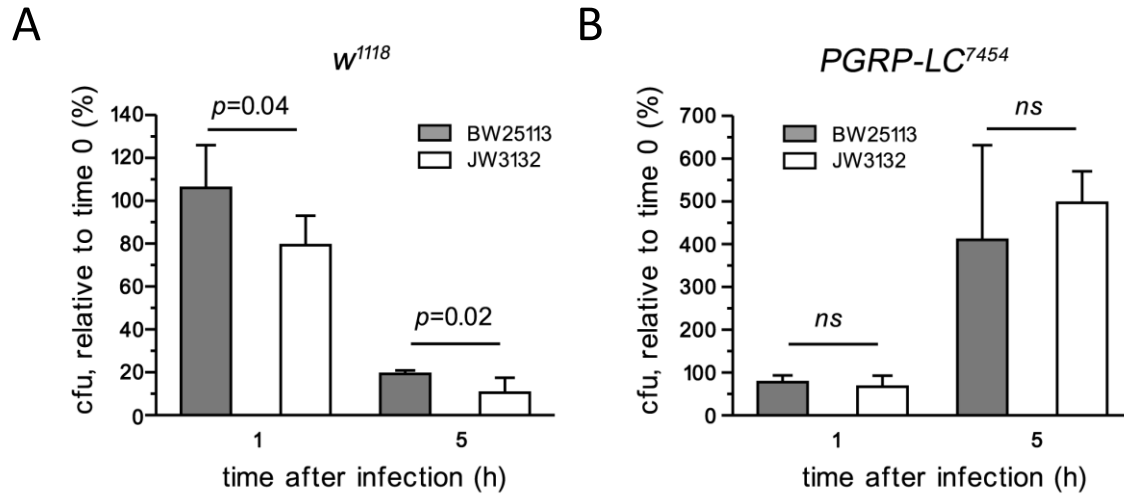 A
w1118
cfu, relative to time 0 (%)
140
120
100
80
60
40
20
0
p=0.04
p=0.02
BW25113
JW3132
1
5
time after infection (h)
B
PGRP-LC7454
cfu, relative to time 0 (%)
700
600
500
400
300
200
100
0
ns
ns
BW25113
JW3132
1
5
time after infection (h)